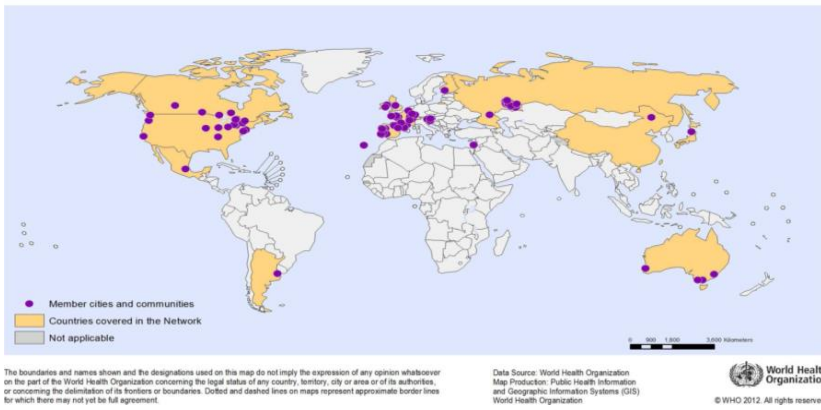 Member cities and communities
Countries covered in the Network
Not applicable
0 900 1,800 3,600 Kilometers
The boundaries and names shown and the designations used on this map do not imply the expression of any opinion whatsoever
on the part of the World Health Organization concerning the legal status of any country, territory, city or area or of its authorities,
or concerning the delimitation of its frontiers or boundaries. Dotted and dashed lines on maps represent approximate border lines
for which there may not yet be full agreement.
Data Source: World Health Organization
Map Production: Public Health Information
and Geographic Information Systems (GIS)
World Health Organization
World Healt
Organizatio
© WHO 2012. All rights reserve